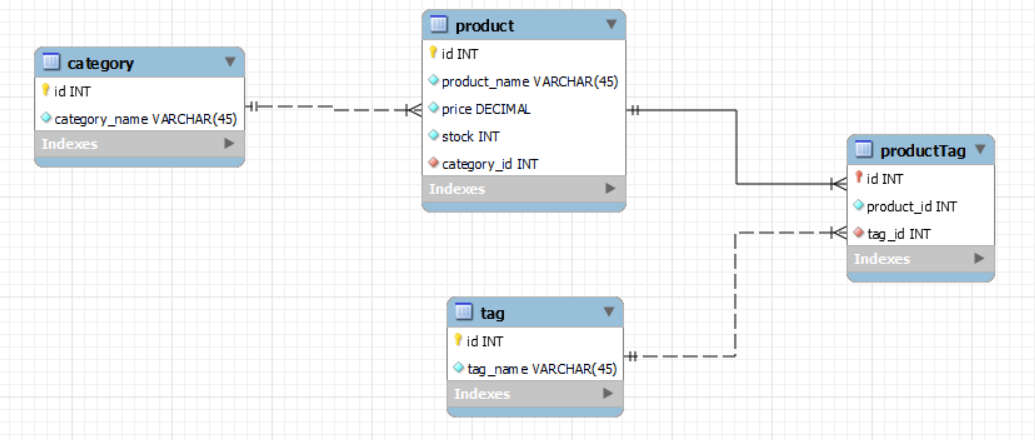 category
id INT
category_name VARCHAR(45)
Indexes
product
id INT
product_name VARCHAR(45)
price DECIMAL
stock INT
category_id INT
Indexes
productTag
id INT
product_id INT
tag_id INT
Indexes
tag
id INT
tag_name VARCHAR(45)
Indexes